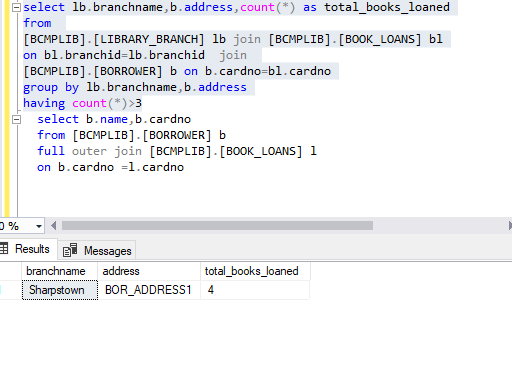 select lb.branchname,b.address,count(*) as total_books_loaned
from
[BCMPLIB].[LIBRARY_BRANCH] lb join [BCMPLIB].[BOOK_LOANS] bl
on bl.branchid=lb.branchid  join
[BCMPLIB].[BORROWER] b on b.cardno=bl.cardno
group by lb.branchname,b.address
having count(*)>3
select b.name,b.cardno
from [BCMPLIB].[BORROWER] b
full outer join [BCMPLIB].[BOOK_LOANS] l
on b.cardno =l.cardno
0 %
Results Messages
branchname address total_books_loaned
Sharpstown BOR_ADDRESS1 4